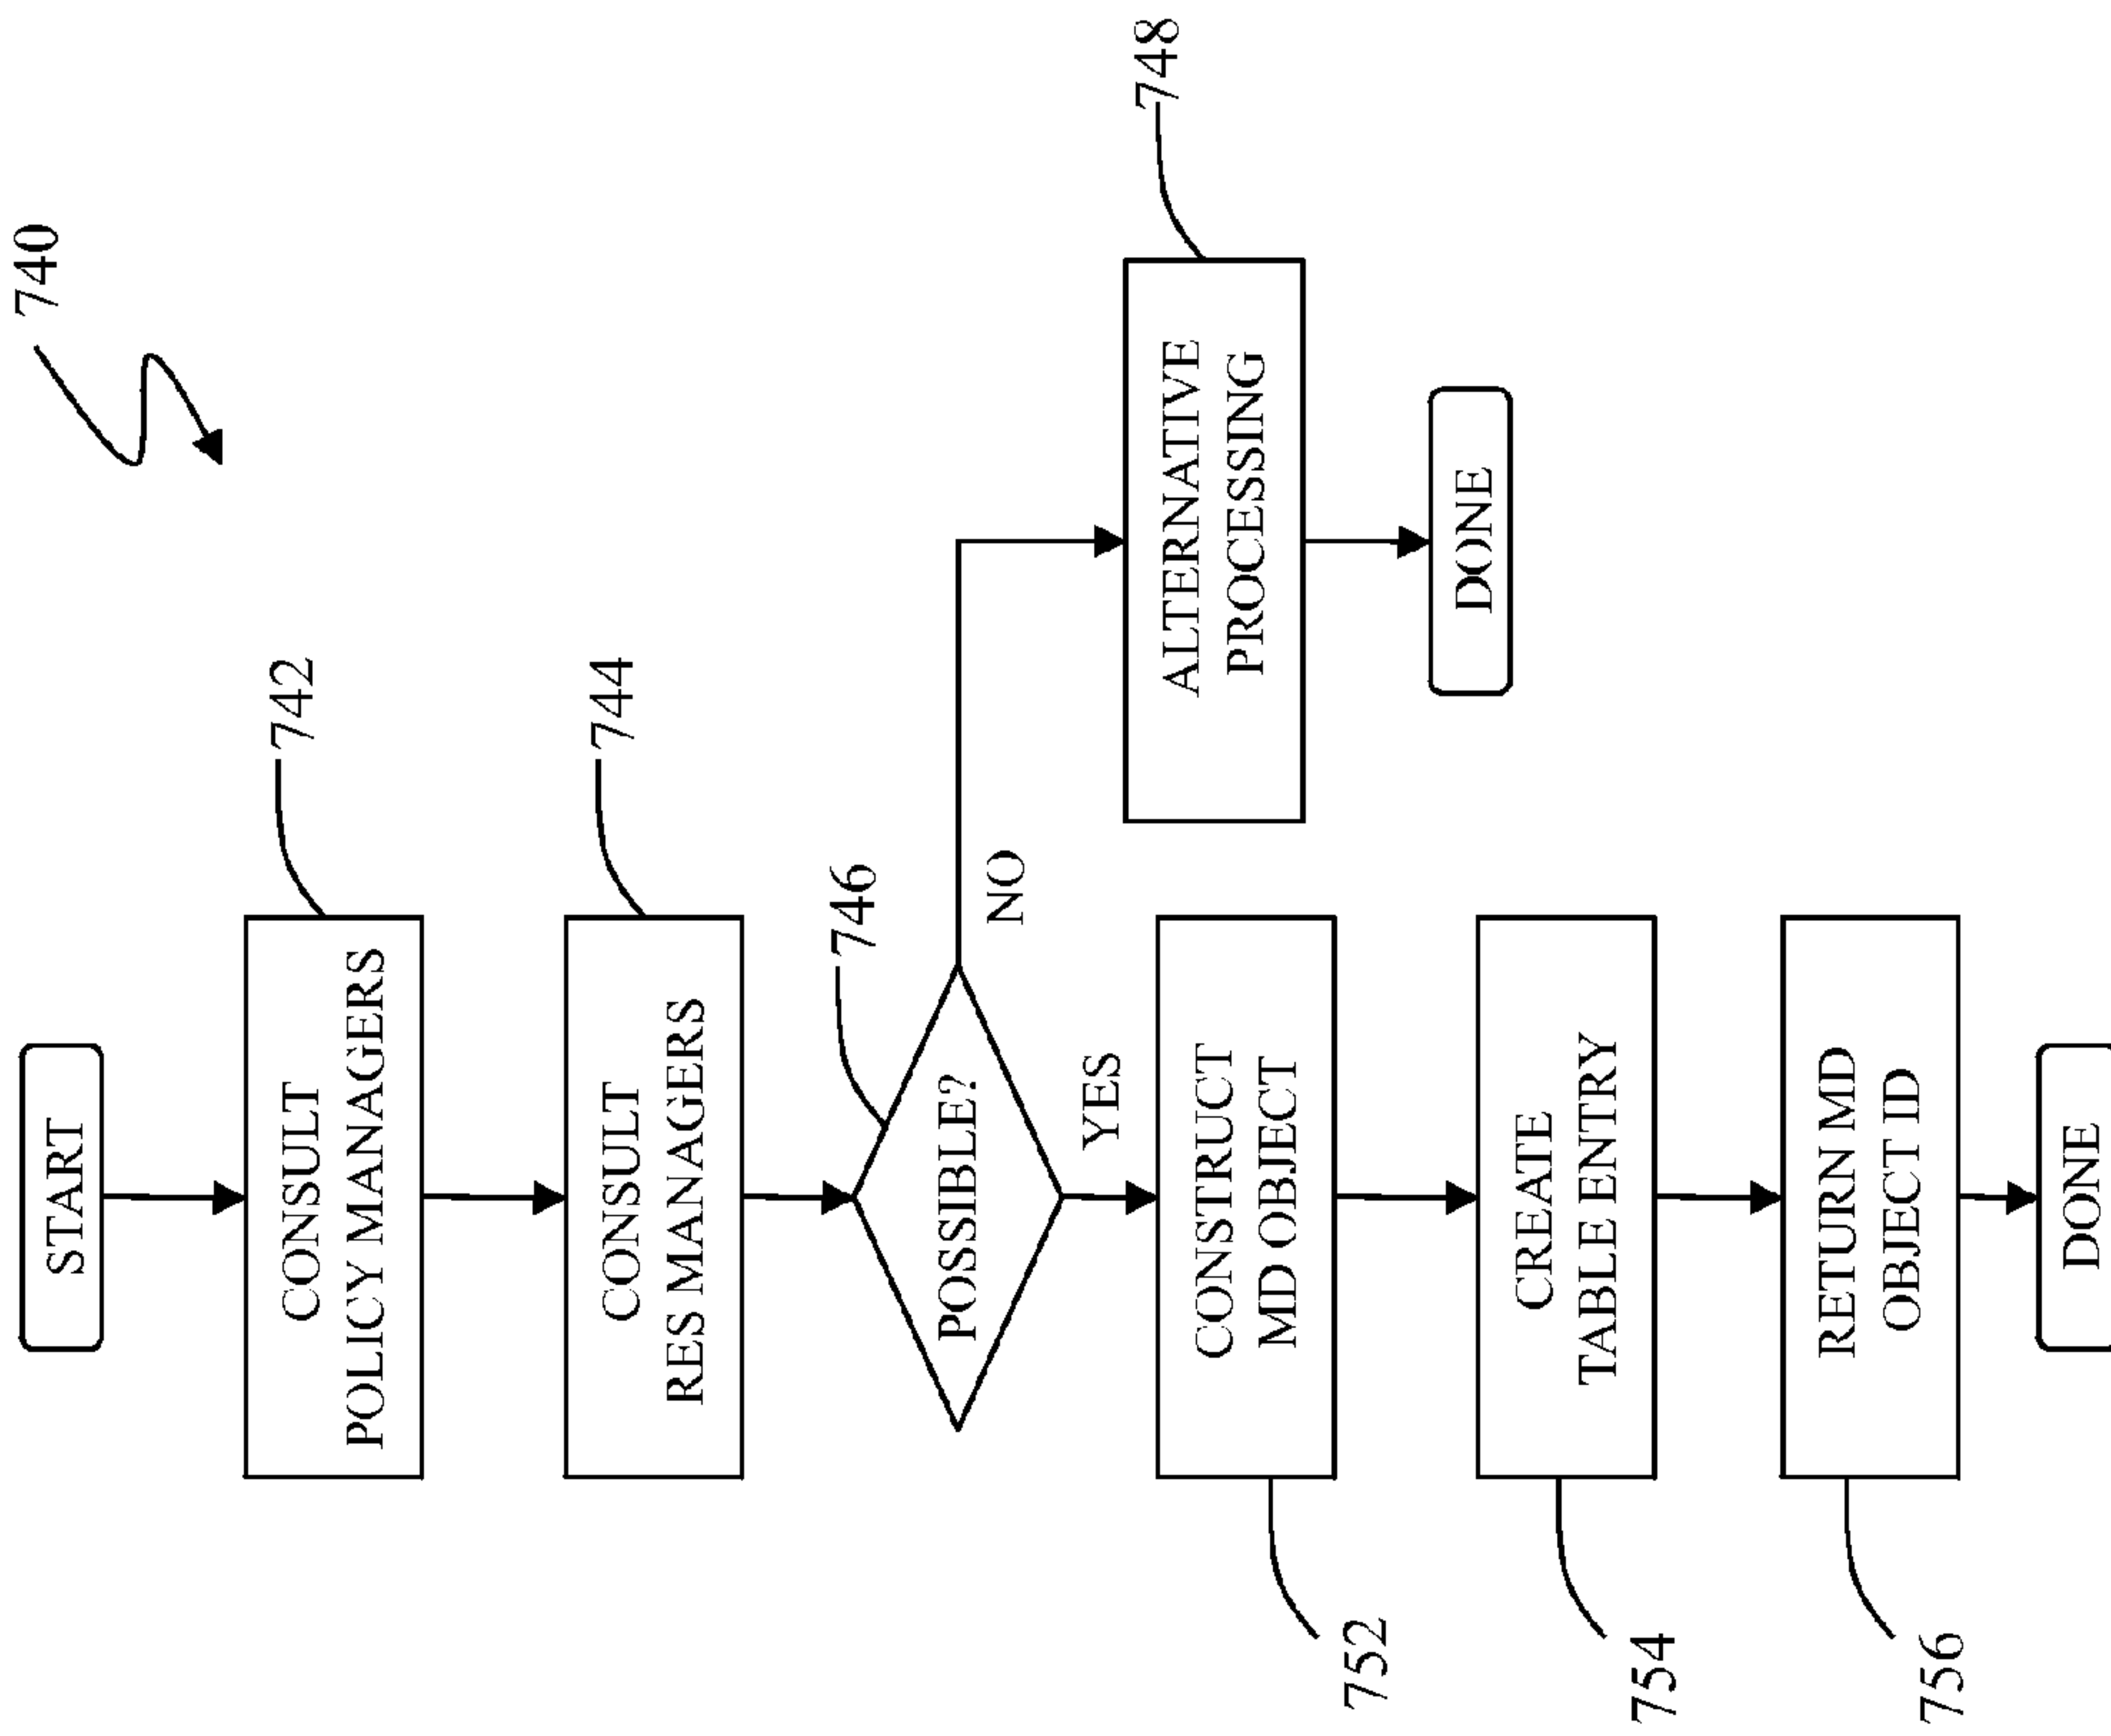 740
START
CONSULT
POLICY MANAGERS
742
CONSULT
RES MANAGERS
744
POSSIBLE?
746
NO
YES
ALTERNATIVE
PROCESSING
748
DONE
CONSTRUCT
MD OBJECT
752
CREATE
TABLE ENTRY
754
RETURN MD
OBJECT ID
756
DONE